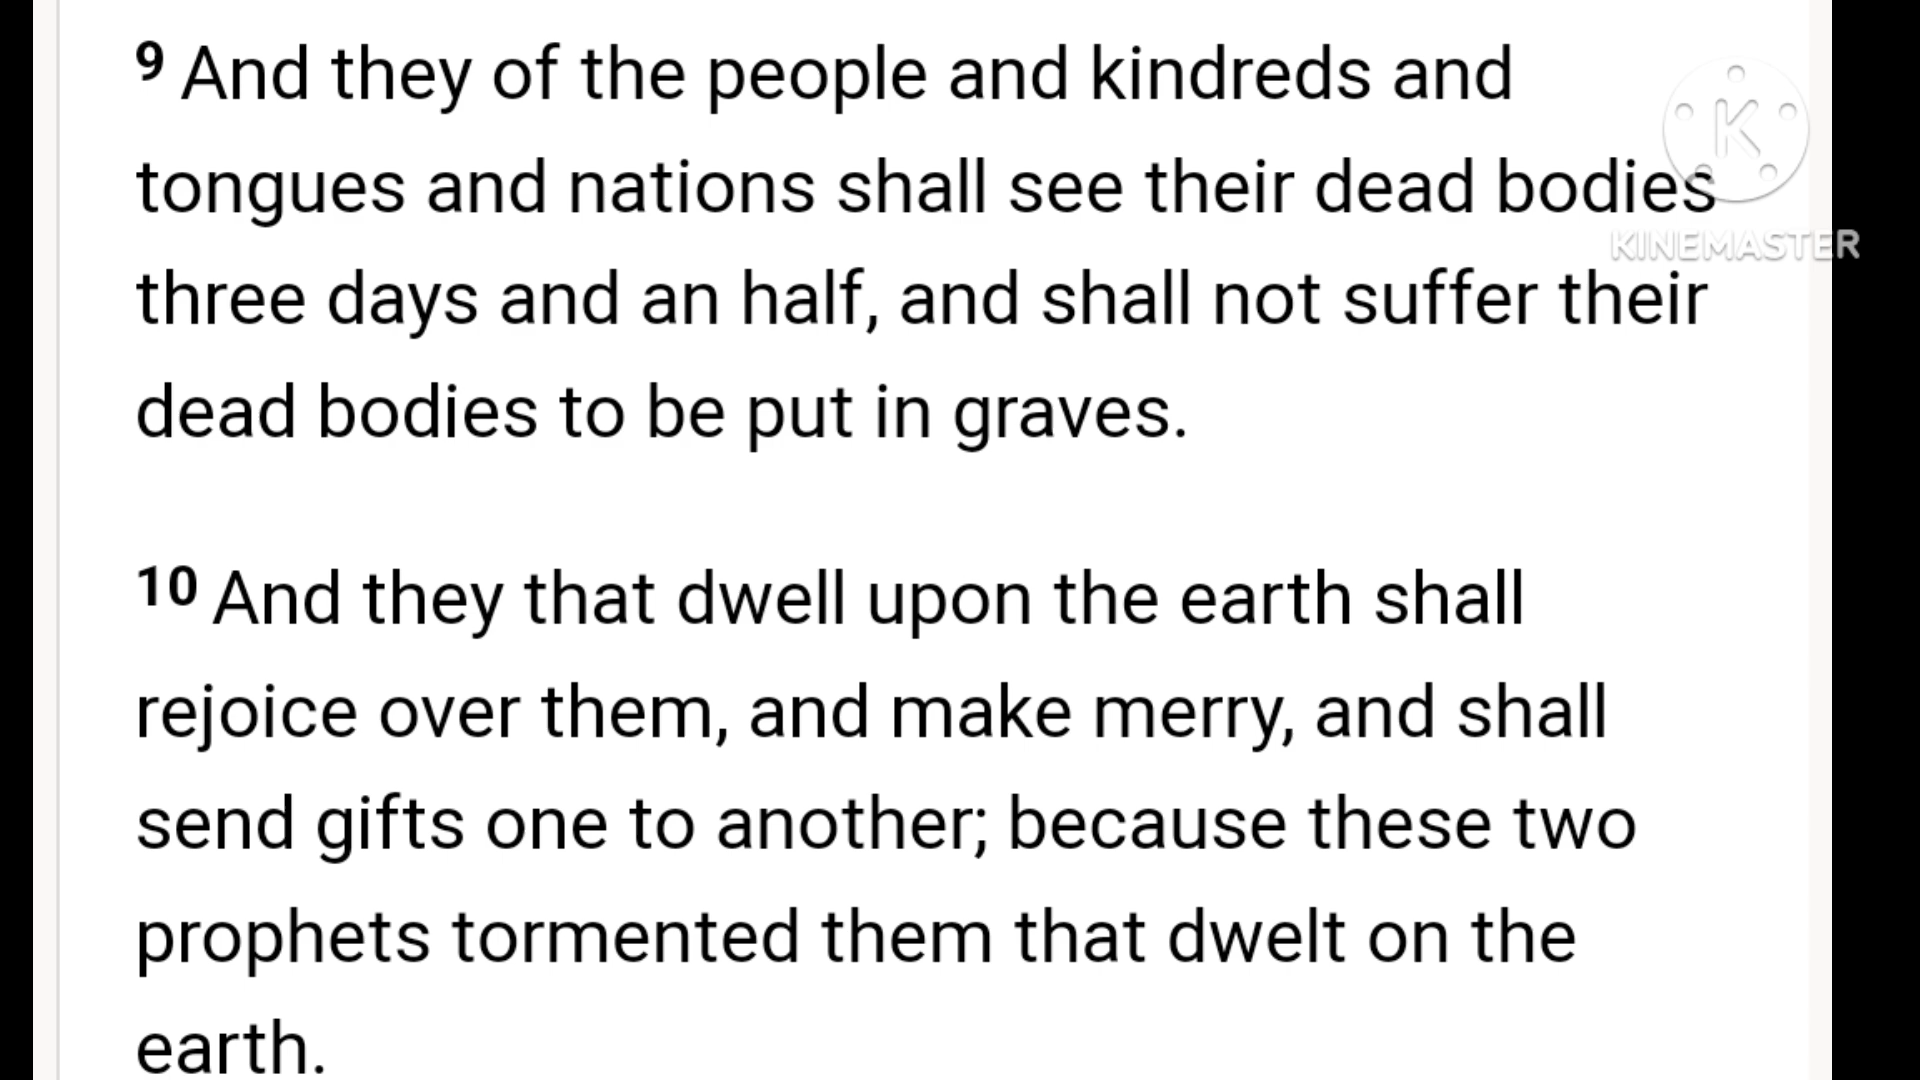 9 And they of the people and kindreds and
tongues and nations shall see their dead bodies
three days and an half, and shall not suffer their
dead bodies to be put in graves.
10 And they that dwell upon the earth shall
rejoice over them, and make merry, and shall
send gifts one to another; because these two
prophets tormented them that dwelt on the
earth.
K
KINEMASTER